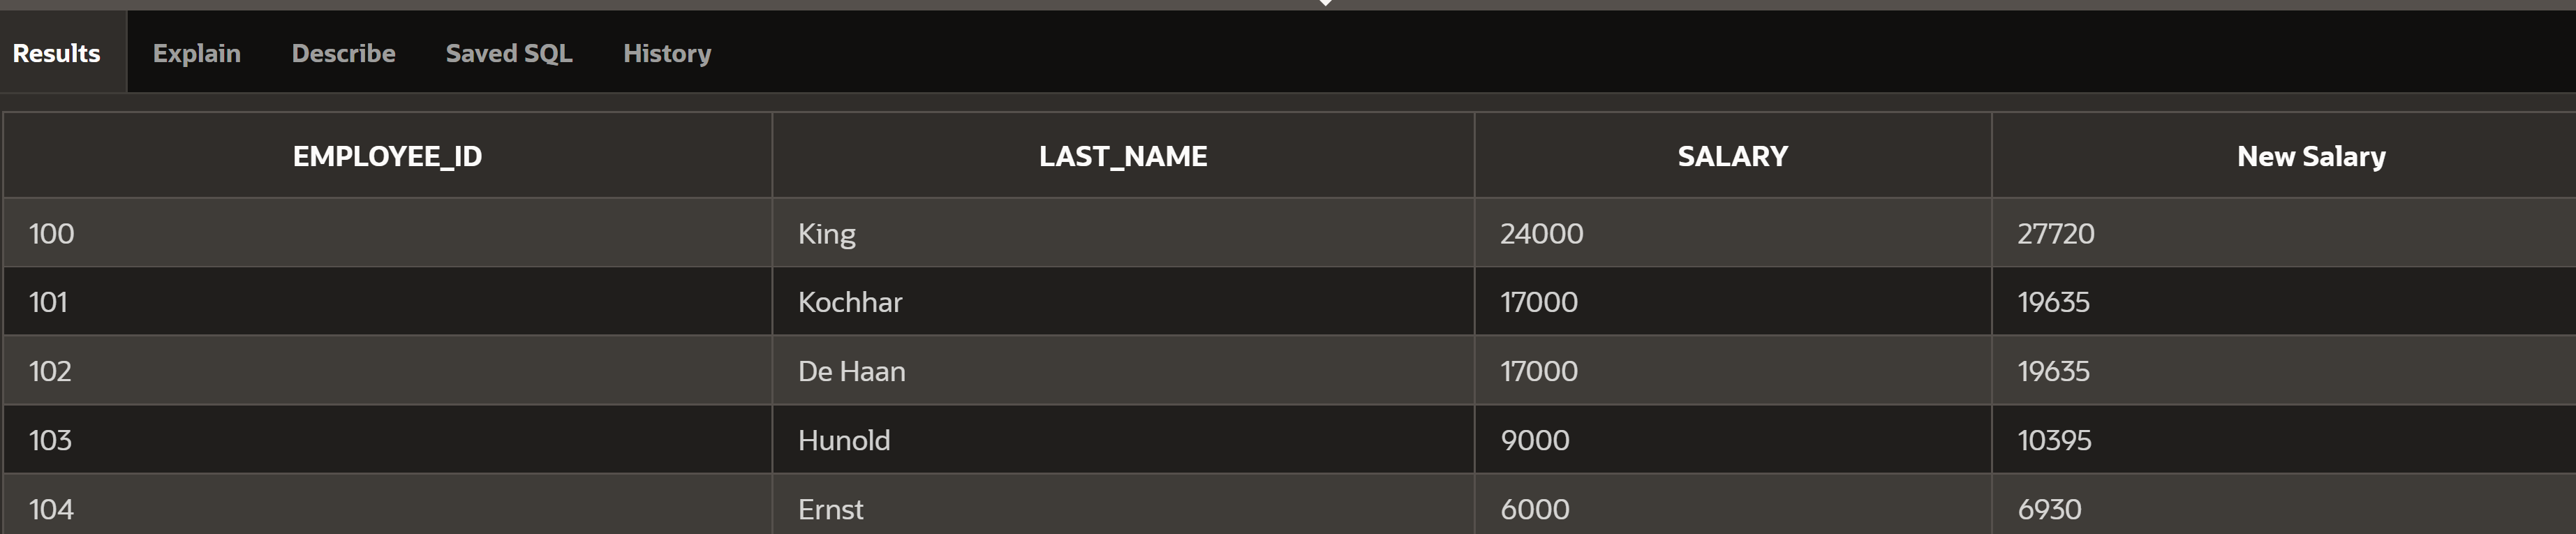 Results Explain Describe Saved SQL History
EMPLOYEE_ID LAST_NAME SALARY New Salary
100 King 24000 27720
101 Kochhar 17000 19635
102 De Haan 17000 19635
103 Hunold 9000 10395
104 Ernst 6000 6930